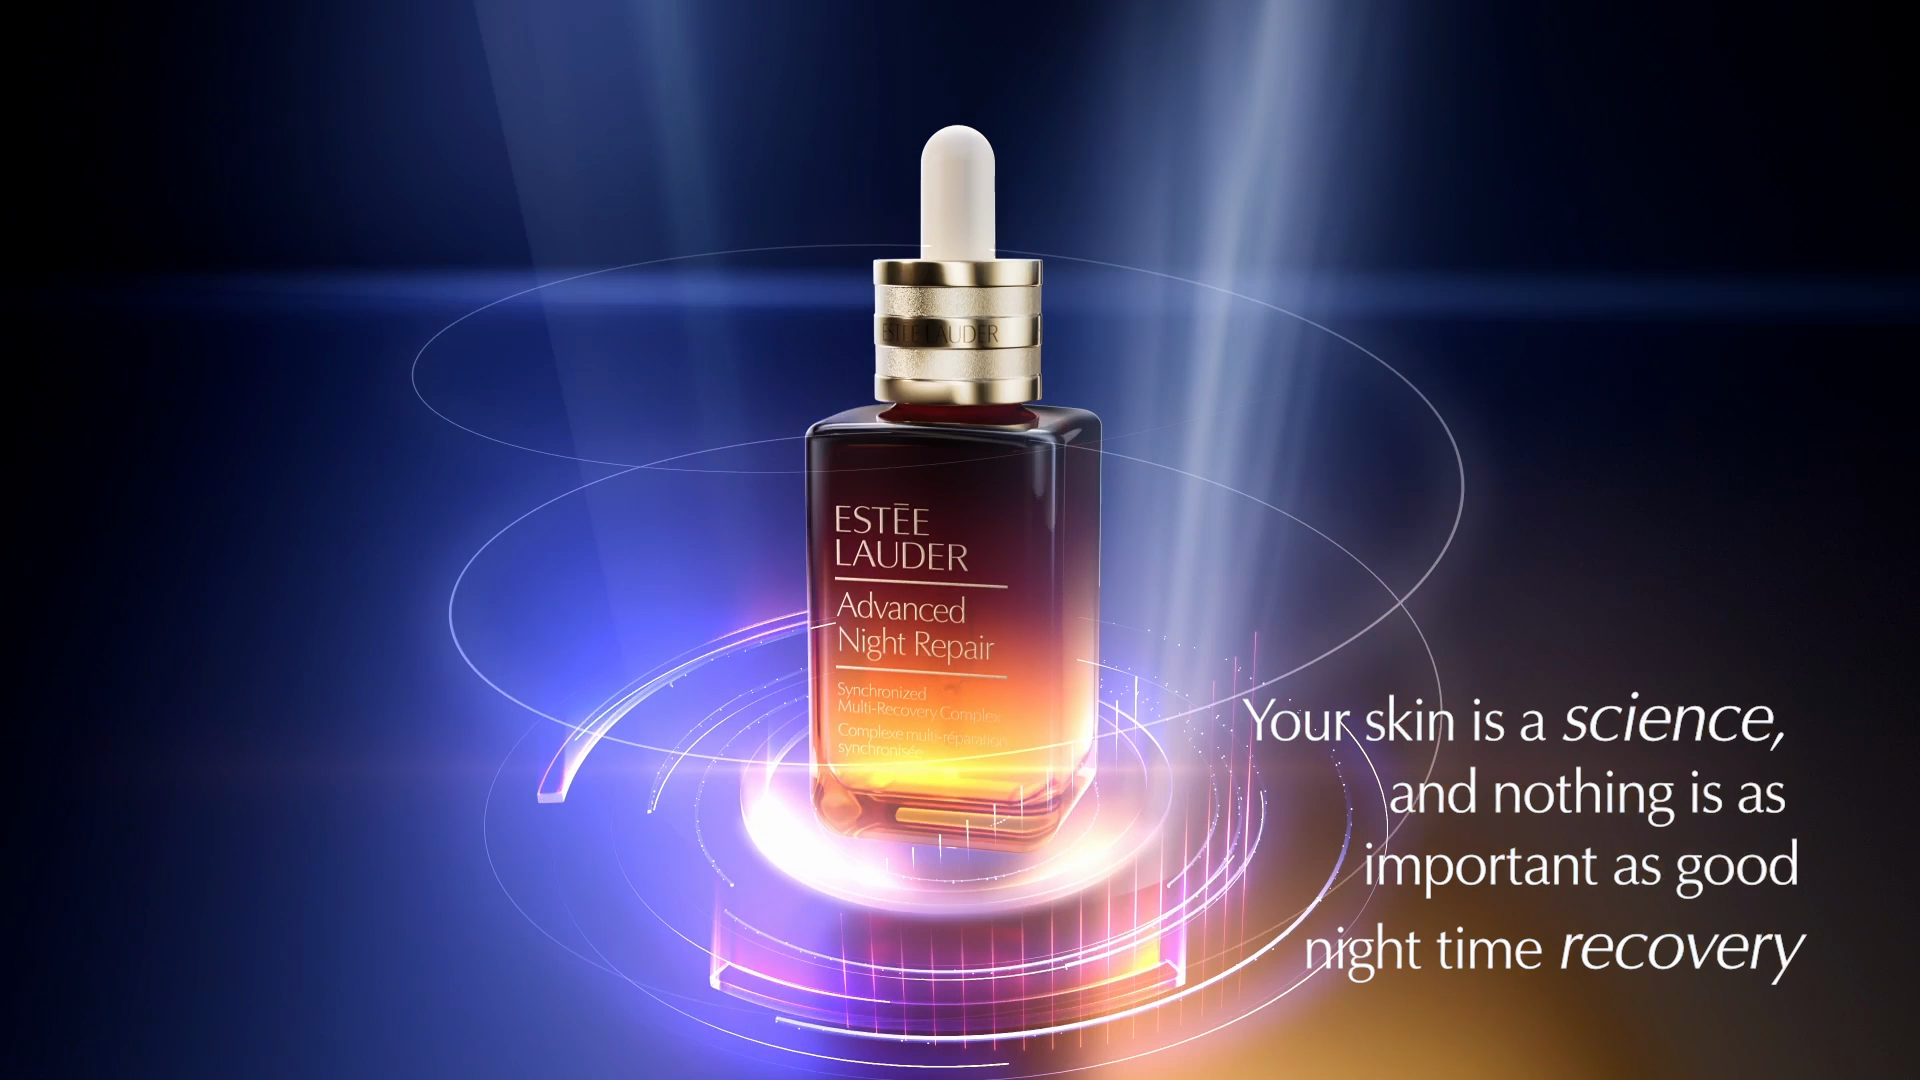 ESTĒE LAUDER
ESTĒE
LAUDER
Advanced
Night Repair
Synchronized
Multi-Recovery Complex
Complexe multi-réparation
synchronisée
Your skin is a science,
and nothing is as
important as good
night time recovery